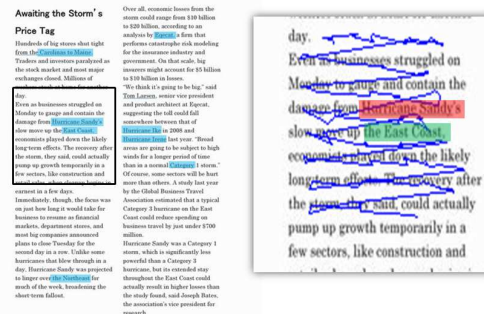 Awaiting the Storm's
Price Tag
Hundreds of big stores shut tight
from the Carolinas to Maine.
Traders and investors paralyzed as
the stock market and most major
exchanges closed. Millions of
day.
Even as businesses struggled on
Monday to gauge and contain the
damage from Hurricane Sandy's
slow move up the East Coast,
economists played down the likely
long-term effects. The recovery after
the storm, they said, could actually
pump up growth temporarily in a
few sectors, like construction and
earnest in a few days.
Immediately, though, the focus was
on just how long it would take for
business to resume as financial
markets, department stores, and
most big companies announced
plans to close Tuesday for the
second day in a row. Unlike some
hurricanes that blow through in a
day, Hurricane Sandy was projected
to linger over the Northeast for
much of the week, broadening the
short-term fallout.
Over all, economic losses from the
storm could range from $10 billion
to $20 billion, according to an
analysis by Eqecat, a firm that
performs catastrophe risk modeling
for the insurance industry and
government. On that scale, big
insurers might account for $5 billion
to $10 billion in losses.
"We think it's going to be big," said
Tom Larsen, senior vice president
and product architect at Eqecat,
suggesting the toll could fall
somewhere between that of
Hurricane Ike in 2008 and
Hurricane Irene last year. "Broad
areas are going to be subject to high
winds for a longer period of time
than in a normal Category 1 storm."
Of course, some sectors will be hurt
more than others. A study last year
by the Global Business Travel
Association estimated that a typical
Category 3 hurricane on the East
Coast could reduce spending on
business travel by just under $700
million.
Hurricane Sandy was a Category 1
storm, which is significantly less
powerful than a Category 3
hurricane, but its extended stay
throughout the East Coast could
actually result in higher losses than
the study found, said Joseph Bates,
the association's vice president for
research.
day.
Even as businesses struggled on
Monday to gauge and contain the
damage from Hurricane Sandy's
slow move up the East Coast,
economists played down the likely
long-term effects. The recovery after
the storm, they said, could actually
pump up growth temporarily in a
few sectors, like construction and